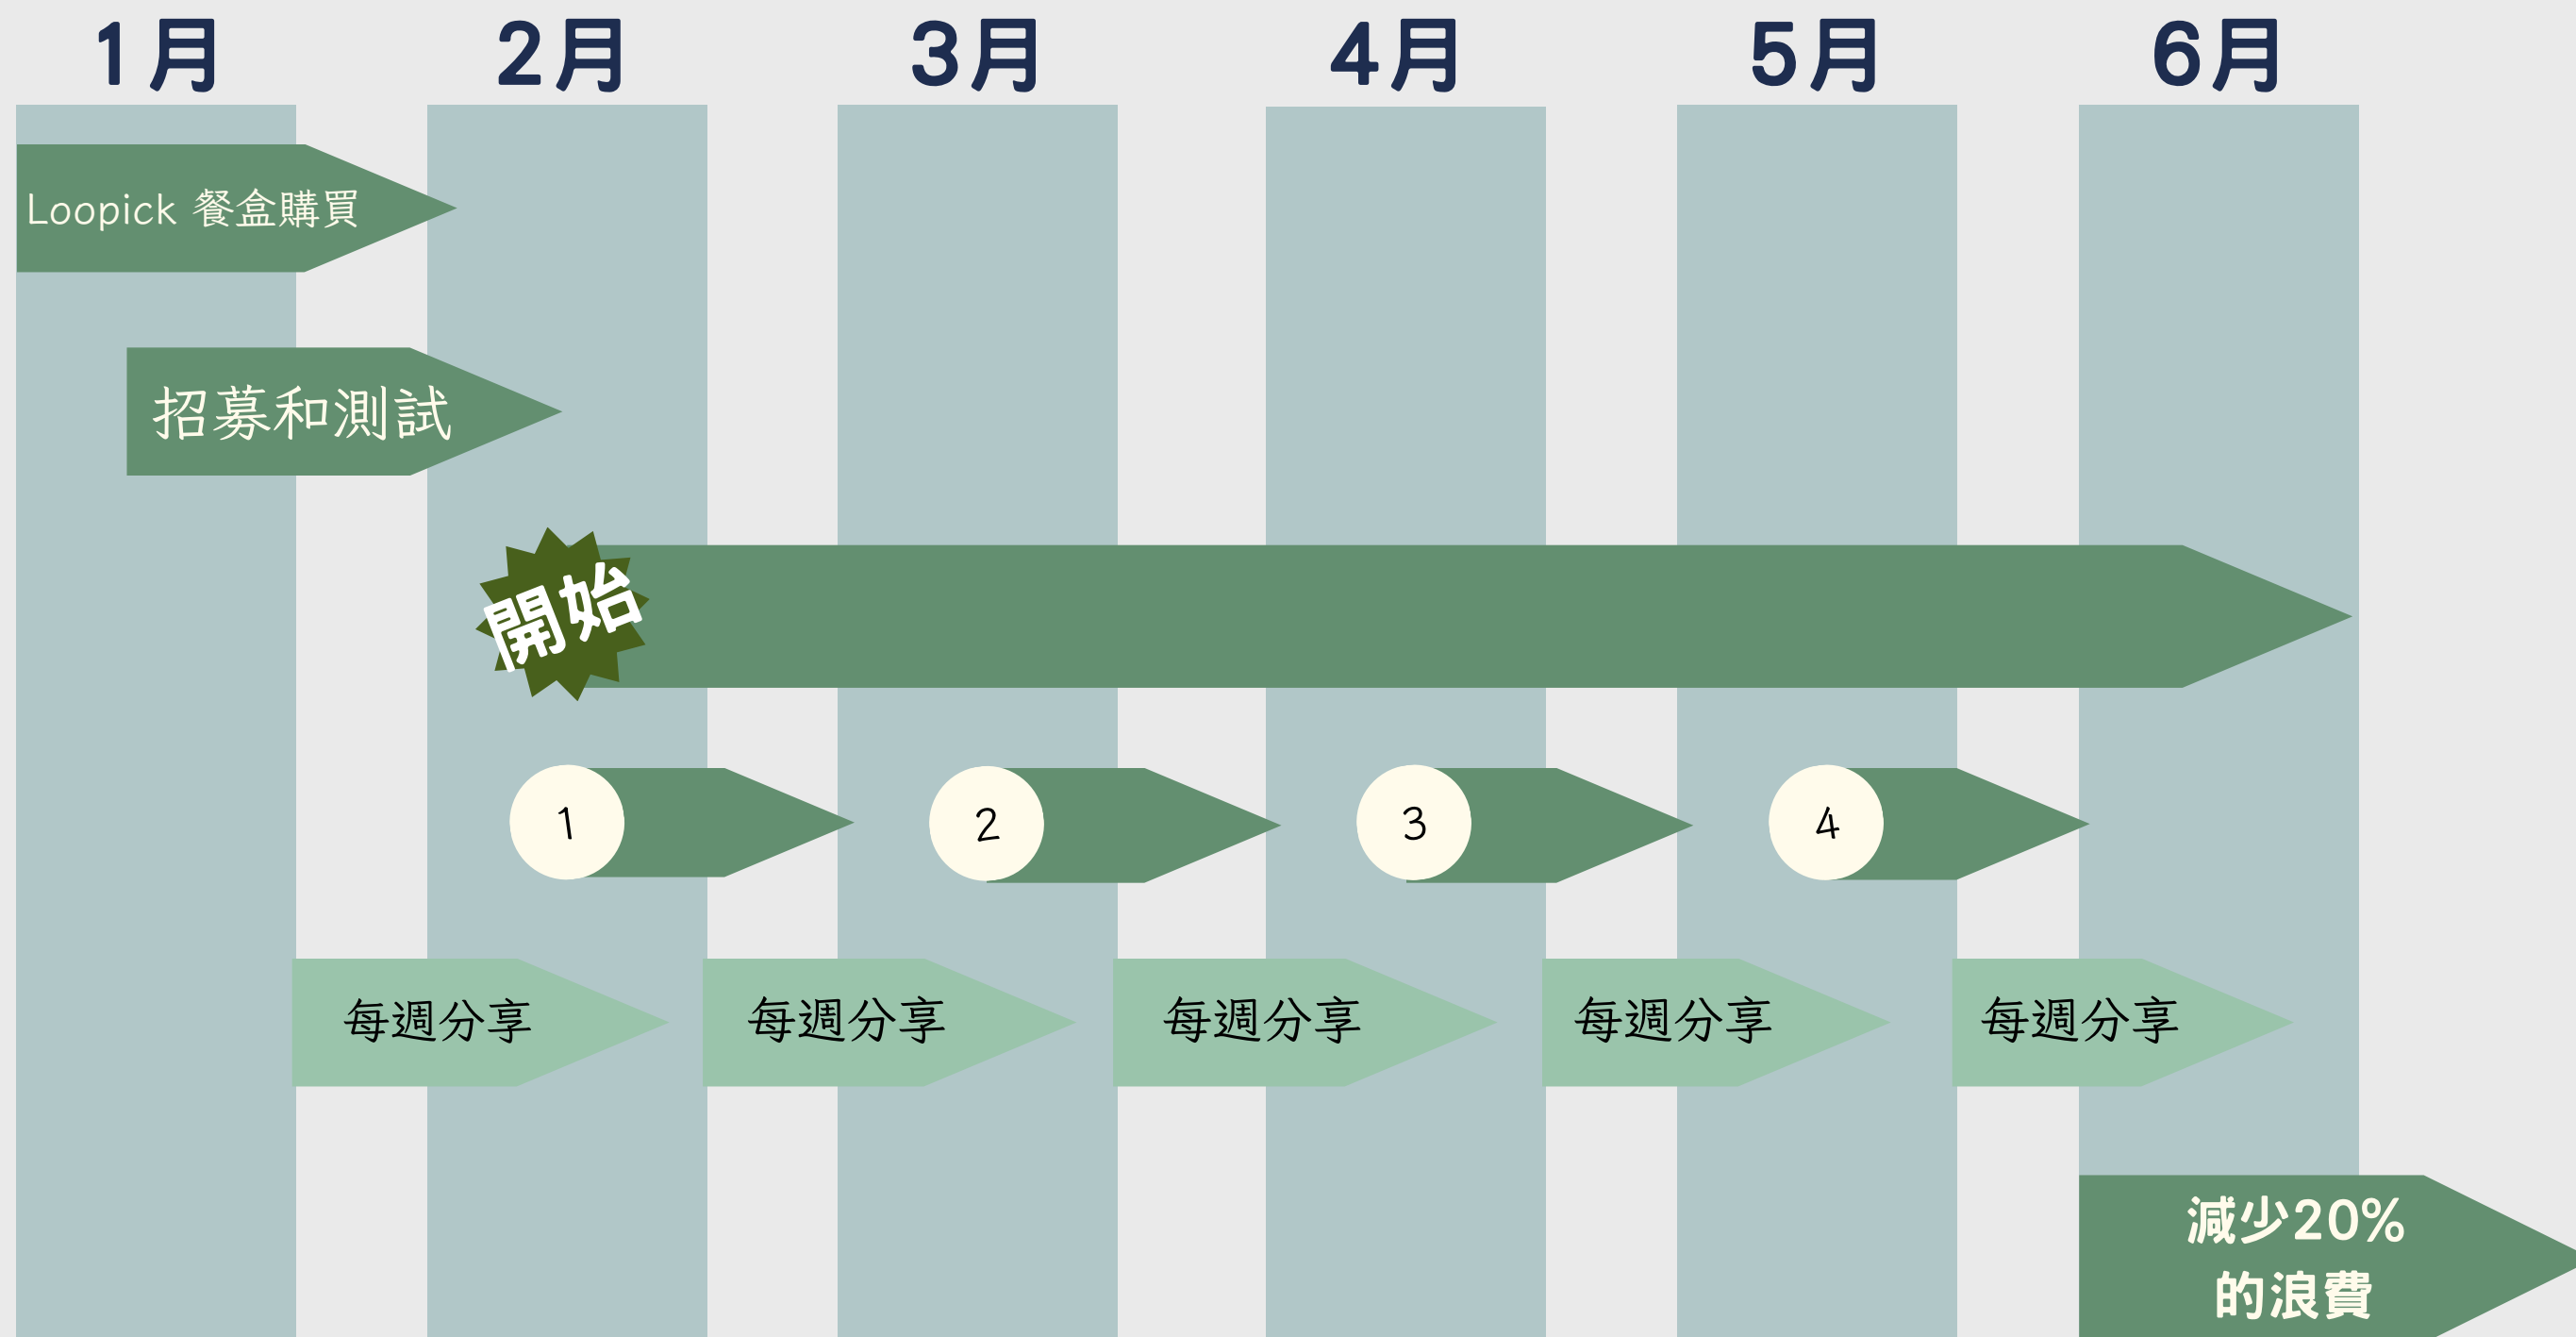 1月
2月
3月
4月
5月
6月
Loopick 餐盒購買
招募和測試
開始
1
2
3
4
每週分享
每週分享
每週分享
每週分享
每週分享
減少20%
的浪費